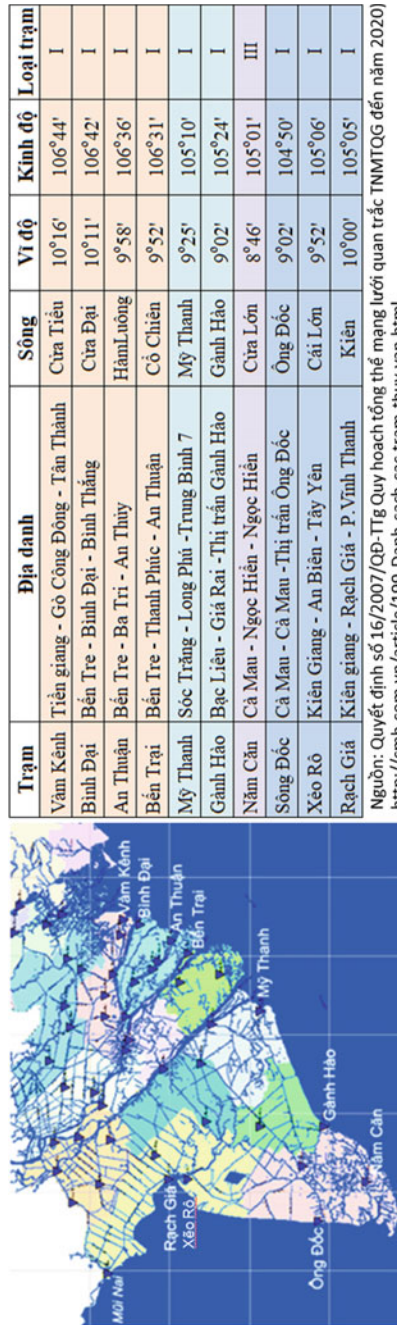 Trạm Địa danh Sông Vĩ độ Kinh độ Loại trạm
Vàm Kênh Tiền giang - Gò Công Đông - Tân Thành Cửa Tiểu 10°16' 106°44' I
Bình Đại Bến Tre - Bình Đại - Bình Thắng Cửa Đại 10°11' 106°42' I
An Thuận Bến Tre - Ba Tri - An Thủy HàmLuông 9°58' 106°36' I
Bến Trại Bến Tre - Thanh Phúc - An Thuận Cổ Chiên 9°52' 106°31' I
Mỹ Thanh Sóc Trăng - Long Phú -Trung Bình 7 Mỹ Thanh 9°25' 105°10' I
Gành Hào Bạc Liêu - Giá Rai -Thị trấn Gành Hào Gành Hào 9°02' 105°24' I
Năm Căn Cà Mau - Ngọc Hiền - Ngọc Hiền Cửa Lớn 8°46' 105°01' III
Sông Đốc Cà Mau - Cà Mau -Thị trấn Ông Đốc Ông Đốc 9°02' 104°50' I
Xẻo Rô Kiên Giang - An Biên - Tây Yên Cái Lớn 9°52' 105°06' I
Rạch Giá Kiên giang - Rạch Giá - P.Vĩnh Thanh Kiên 10°00' 105°05' I
Nguồn: Quyết định số 16/2007/QĐ-TTg Quy hoạch tổng thể mạng lưới quan trắc TNMTQG đến năm 2020)
Vàm Kênh
Bình Đại
An Thuận
Bến Trại
Mũi Nai
Rạch Giá
Xẻo Rô
Mỹ Thanh
Gành Hào
Ông Đốc
Năm Căn